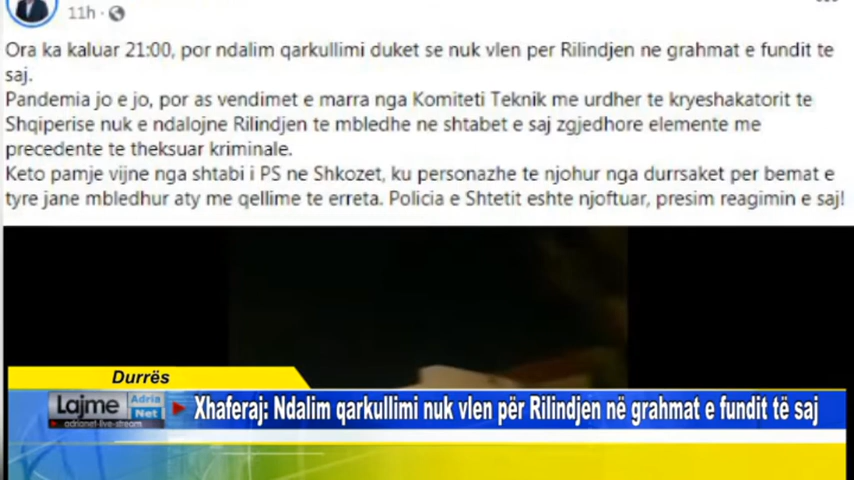 11h ·
Ora ka kaluar 21:00, por ndalim qarkullimi duket se nuk vlen per Rilindjen ne grahmat e fundit te
saj.
Pandemia jo e jo, por as vendimet e marra nga Komiteti Teknik me urdher te kryeshakatorit te
Shqiperise nuk e ndalojne Rilindjen te mbledhe ne shtabet e saj zgjedhore elemente me
precedente te theksuar kriminale.
Keto pamje vijne nga shtabi i PS ne Shkozet, ku personazhe te njohur nga durrsaket per bemat e
tyre jane mbledhur aty me qellime te erreta. Policia e Shtetit eshte njoftuar, presim reagimin e saj!
Durrës
Lajme Adria Net
adrianet-live-stream
Xhaferaj: Ndalim qarkullimi nuk vlen për Rilindjen në grahmat e fundit të saj